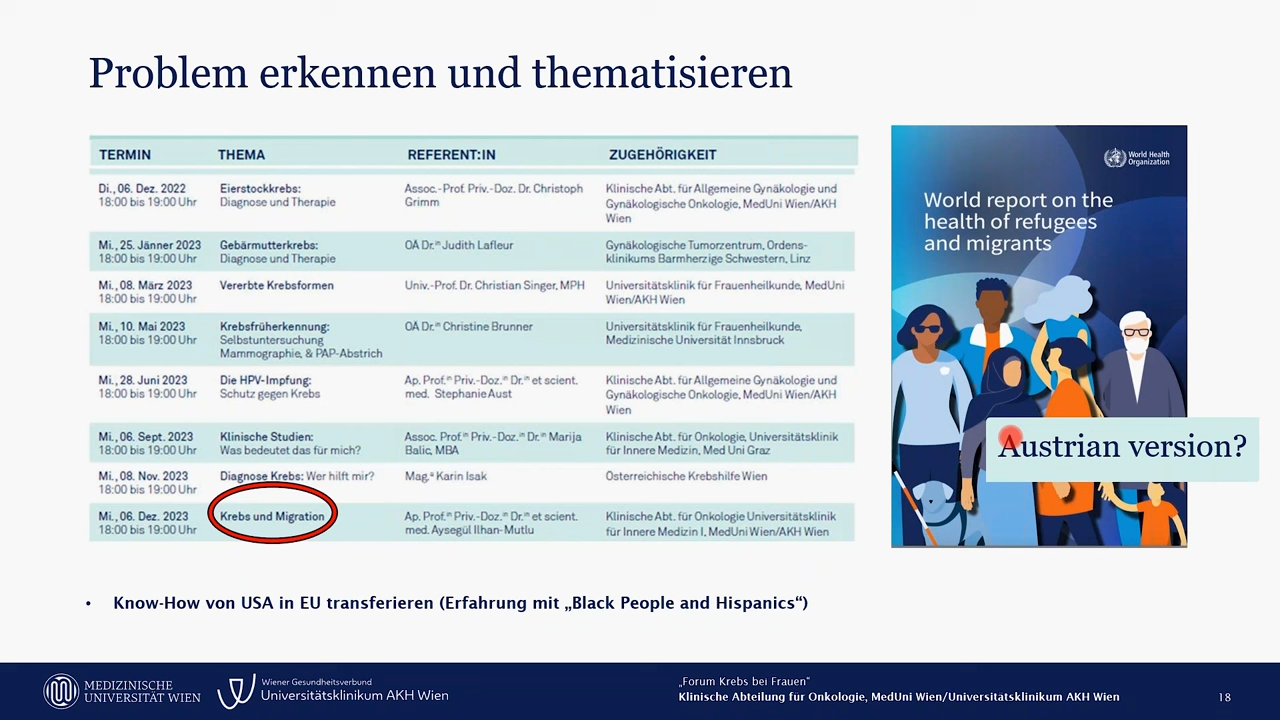 Problem erkennen und thematisieren
TERMIN THEMA REFERENT:IN ZUGEHÖRIGKEIT
Di., 06. Dez. 2022 Eierstockkrebs: Assoc.-Prof. Priv.-Doz. Dr. Christoph Klinische Abt. für Allgemeine Gynäkologie und
18:00 bis 19:00 Uhr Diagnose und Therapie Grimm Gynäkologische Onkologie, MedUni Wien/AKH
Wien
Mi., 25. Jänner 2023 Gebärmutterkrebs: OÄ Dr.in Judith Lafleur Gynäkologische Tumorzentrum, Ordens-
18:00 bis 19:00 Uhr Diagnose und Therapie klinikums Barmherzige Schwestern, Linz
Mi., 08. März 2023 Vererbte Krebsformen Univ.-Prof. Dr. Christian Singer, MPH Universitätsklinik für Frauenheilkunde, MedUni
18:00 bis 19:00 Uhr Wien/AKH Wien
Mi., 10. Mai 2023 Krebsfrüherkennung: OÄ Dr.in Christine Brunner Universitätsklinik für Frauenheilkunde,
18:00 bis 19:00 Uhr Selbstuntersuchung Medizinische Universität Innsbruck
Mammographie, & PAP-Abstrich
Mi., 28. Juni 2023 Die HPV-Impfung: Ap. Prof.in Priv.-Doz.in Dr.in et scient. Klinische Abt. für Allgemeine Gynäkologie und
18:00 bis 19:00 Uhr Schutz gegen Krebs med. Stephanie Aust Gynäkologische Onkologie, MedUni Wien/AKH
Wien
Mi., 06. Sept. 2023 Klinische Studien: Assoc. Prof.in Priv.-Doz.in Dr.in Marija Klinische Abt. für Onkologie, Universitätsklinik
18:00 bis 19:00 Uhr Was bedeutet das für mich? Balic, MBA für Innere Medizin, Med Uni Graz
Mi., 08. Nov. 2023 Diagnose Krebs: Wer hilft mir? Mag.a Karin Isak Österreichische Krebshilfe Wien
18:00 bis 19:00 Uhr
Mi., 06. Dez. 2023 Krebs und Migration Ap. Prof.in Priv.-Doz.in Dr.in et scient. Klinische Abt. für Onkologie Universitätsklinik
18:00 bis 19:00 Uhr med. Aysegül Ilhan-Mutlu für Innere Medizin I, MedUni Wien/AKH Wien
World Health
Organization
World report on the
health of refugees
and migrants
Austrian version?
• Know-How von USA in EU transferieren (Erfahrung mit „Black People and Hispanics“)
MEDIZINISCHE
UNIVERSITÄT WIEN
Wiener Gesundheitsverbund
Universitätsklinikum AKH Wien
„Forum Krebs bei Frauen"
Klinische Abteilung für Onkologie, MedUni Wien/Universitätsklinikum AKH Wien
18